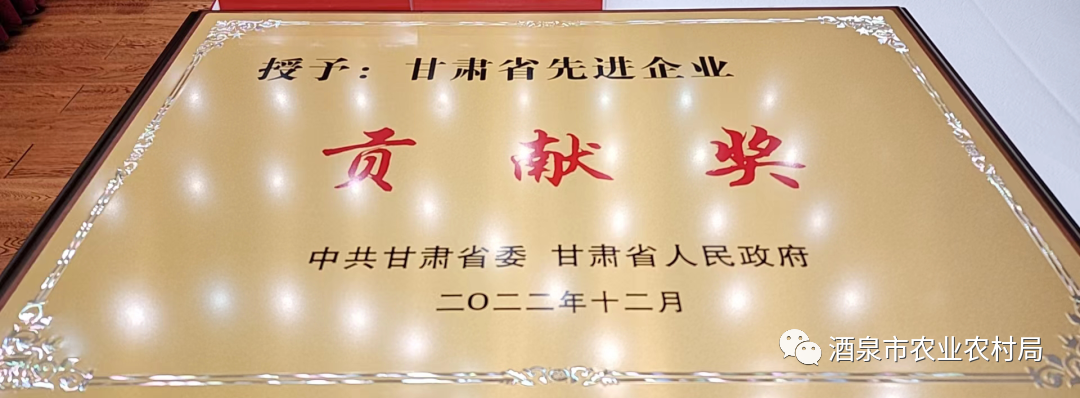 授予：甘肃省先进企业
贡献奖
中共甘肃省委 甘肃省人民政府
二〇二二年十二月
酒泉市农业农村局